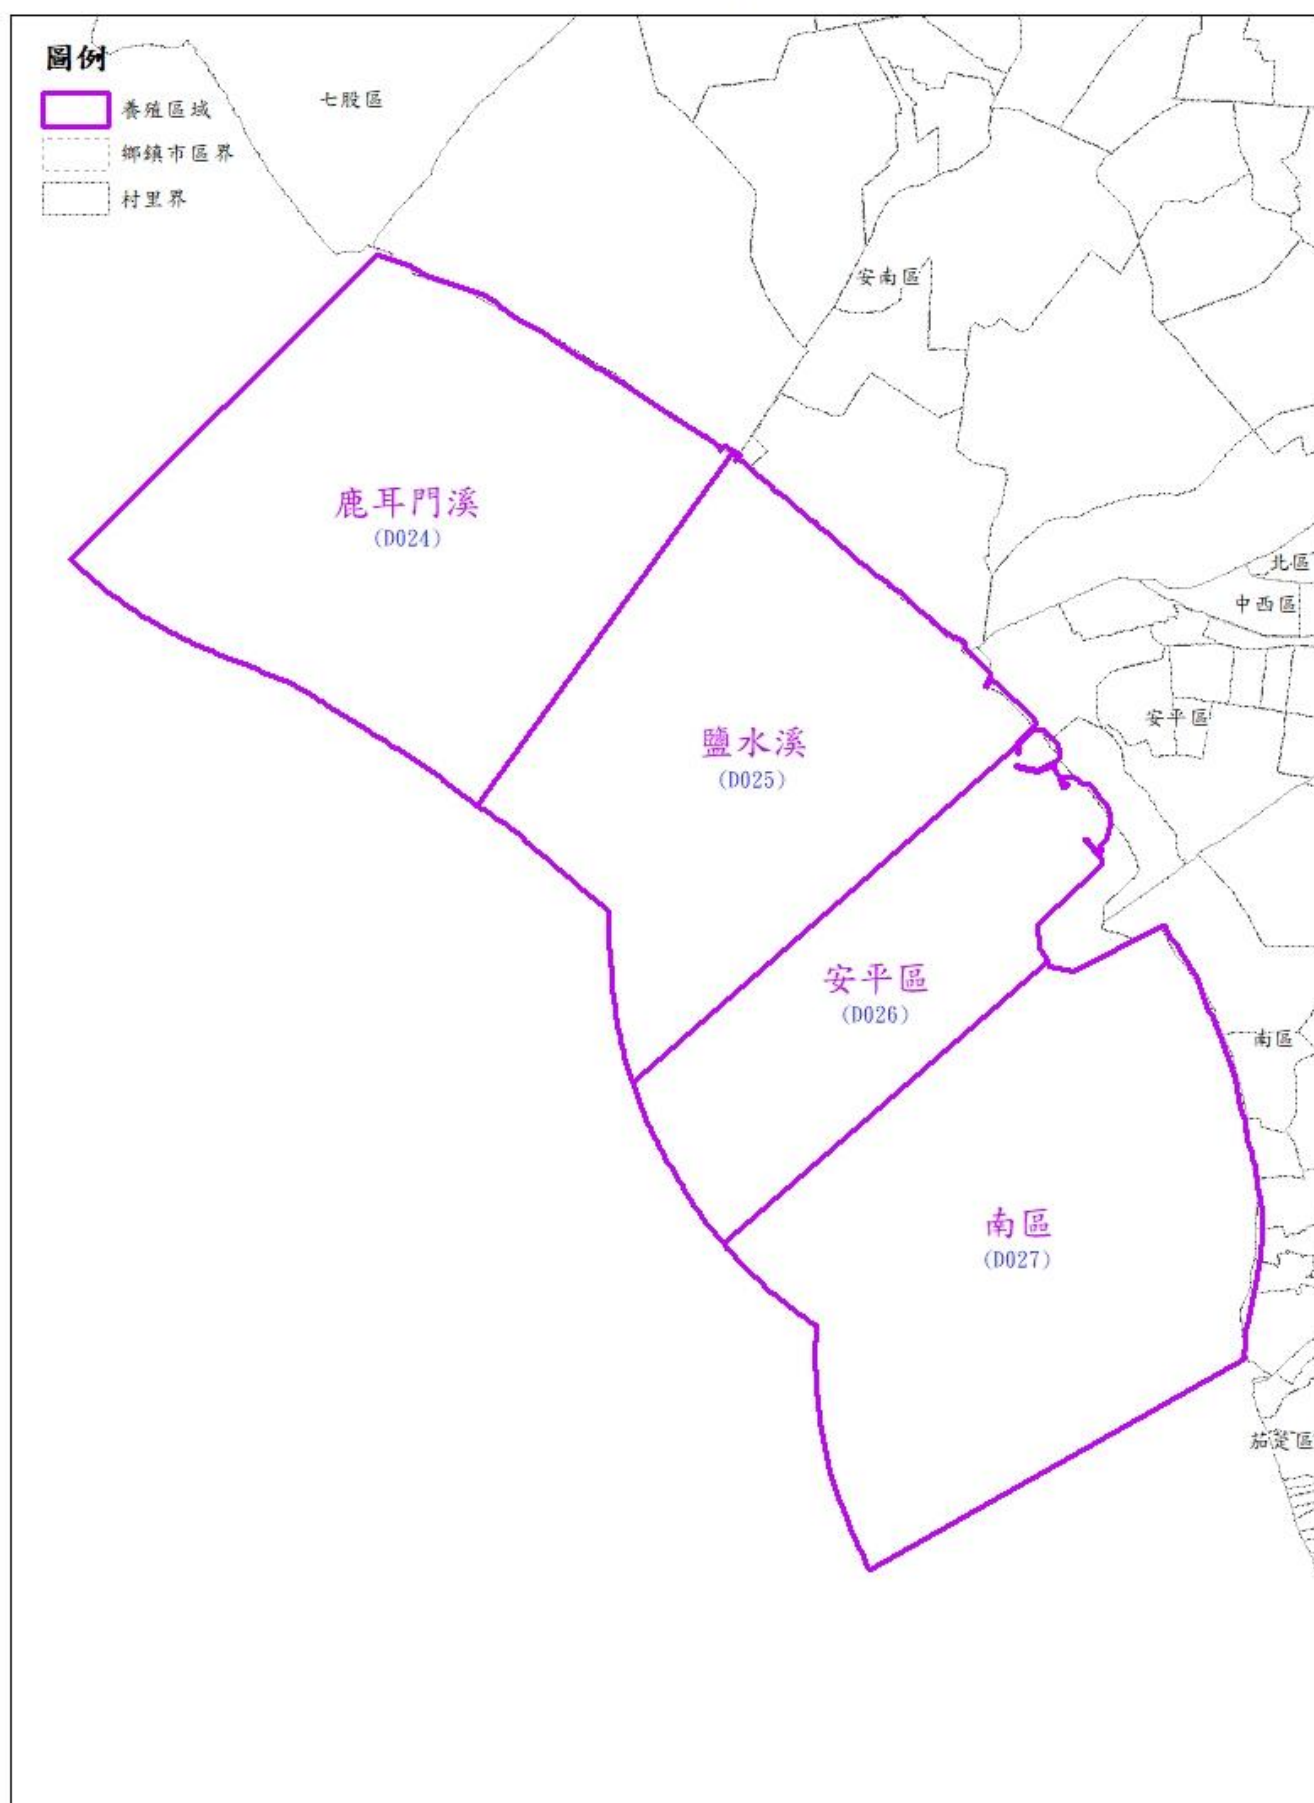 圖例
養殖區域
鄉鎮市區界
村里界
七股區
安南區
鹿耳門溪
(D024)
北區
中西區
安平區
鹽水溪
(D025)
安平區
(D026)
南區
南區
(D027)
茄萣區